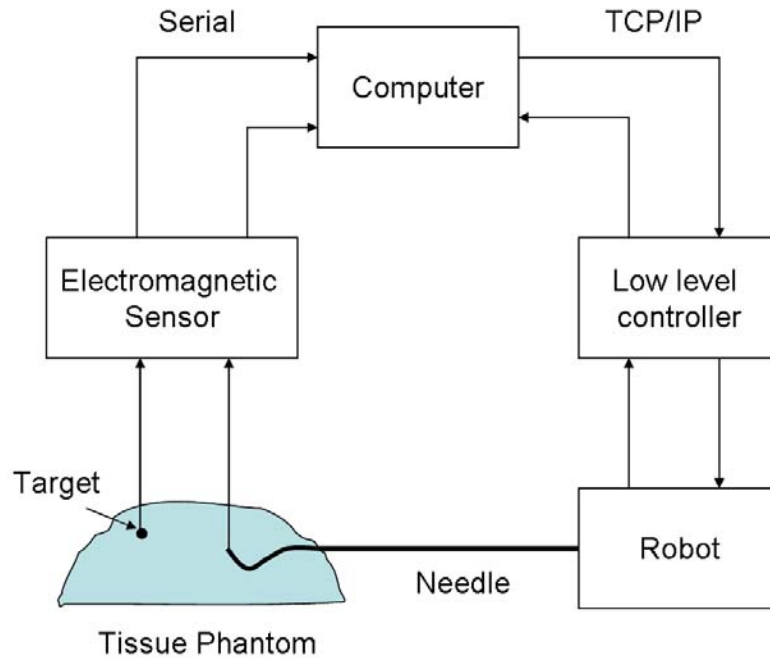 Serial
TCP/IP
Computer
Electromagnetic
Sensor
Low level
controller
Target
Robot
Needle
Tissue Phantom